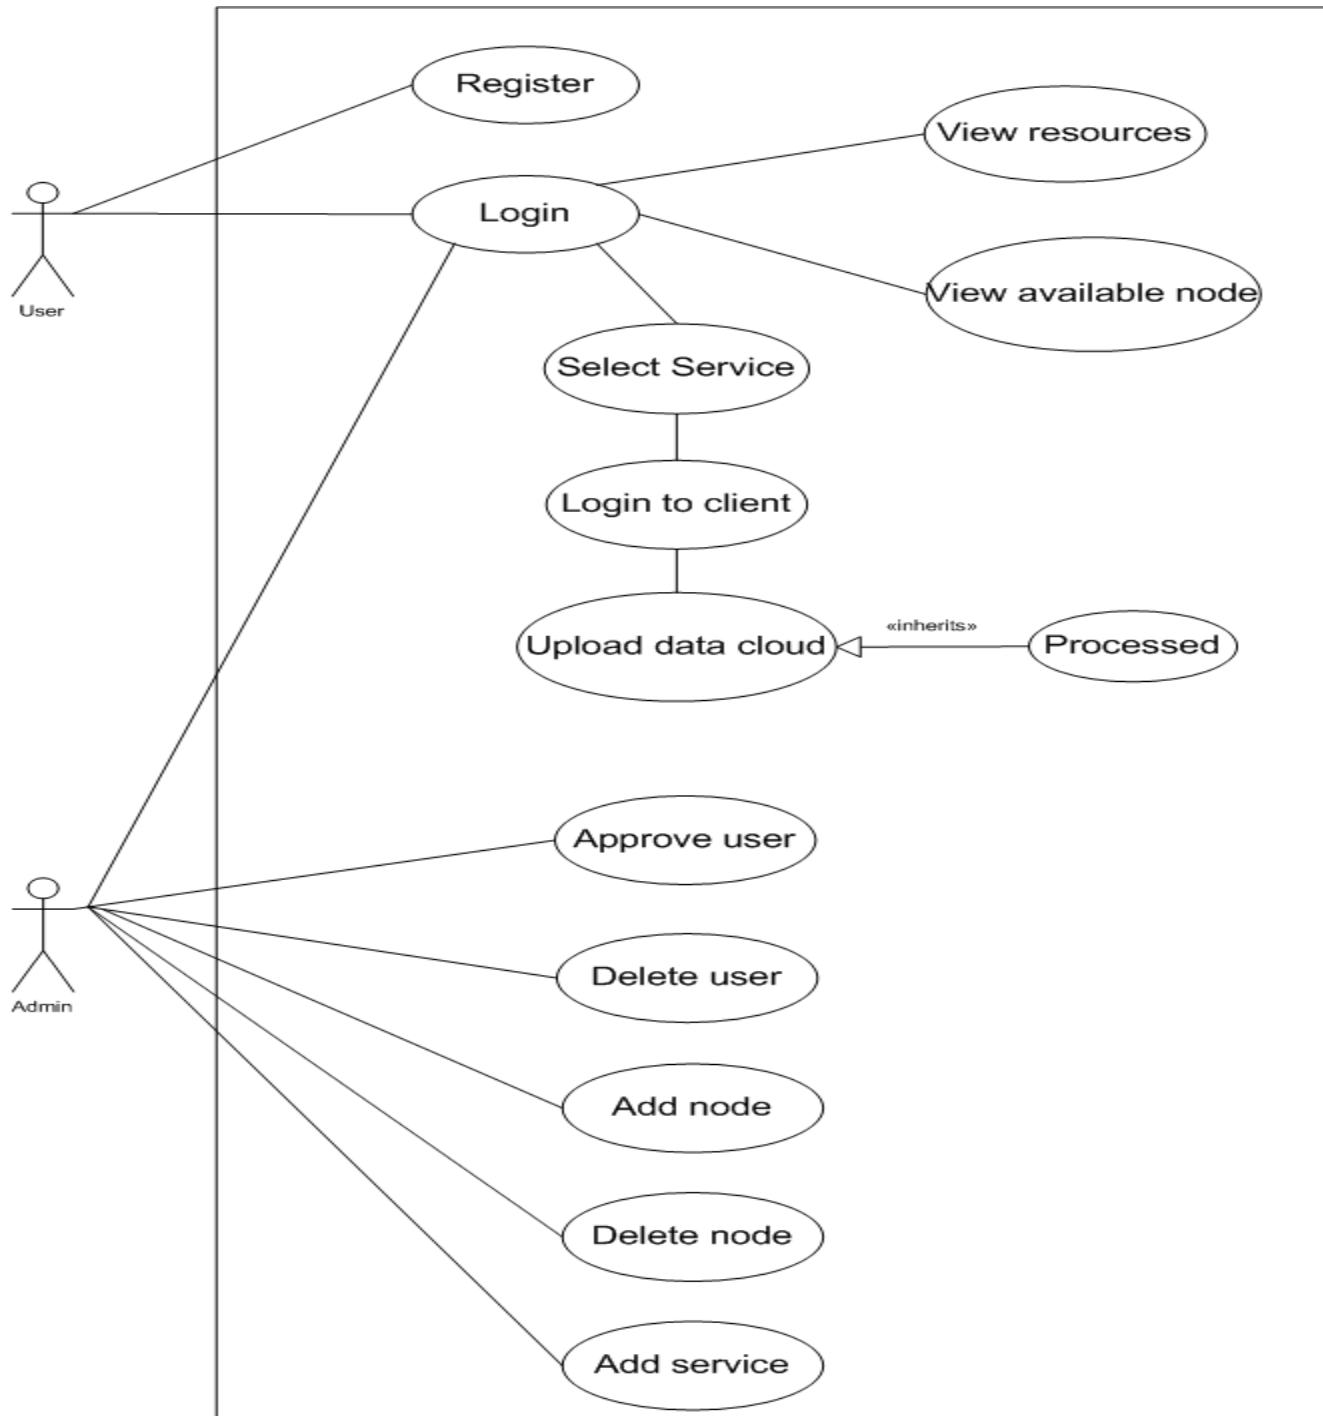 Register
View resources
Login
User
View available node
Select Service
Login to client
Upload data cloud
«inherits»
Processed
Approve user
Admin
Delete user
Add node
Delete node
Add service